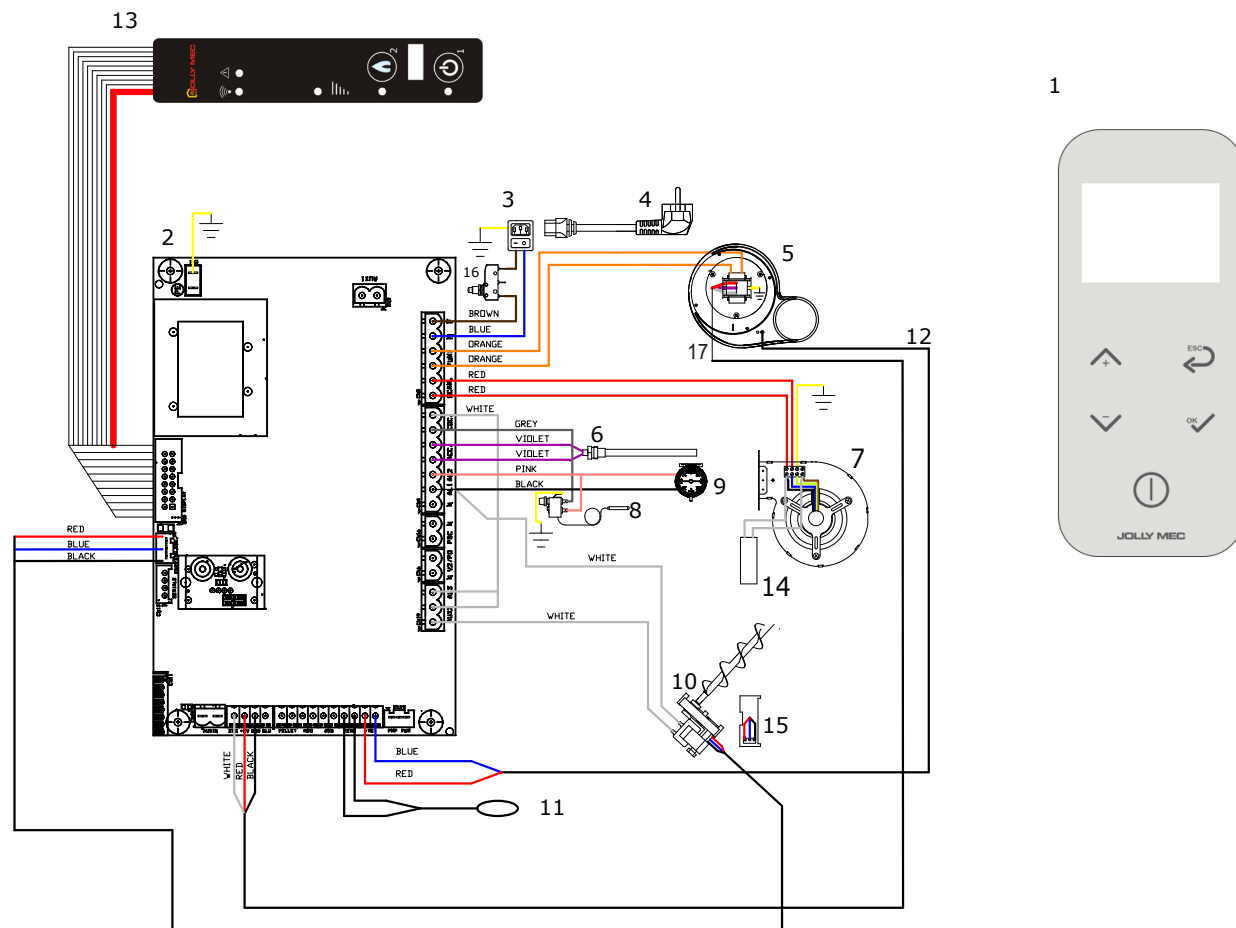 13
JOLLY MEC
2
1
1
ESC
+
−
OK
JOLLY MEC
2
3
4
16
5
12
17
BROWN
BLUE
ORANGE
ORANGE
RED
RED
WHITE
GREY
VIOLET
VIOLET
PINK
BLACK
6
7
8
9
14
WHITE
WHITE
RED
BLUE
BLACK
10
15
WHITE
RED
BLACK
BLUE
RED
11